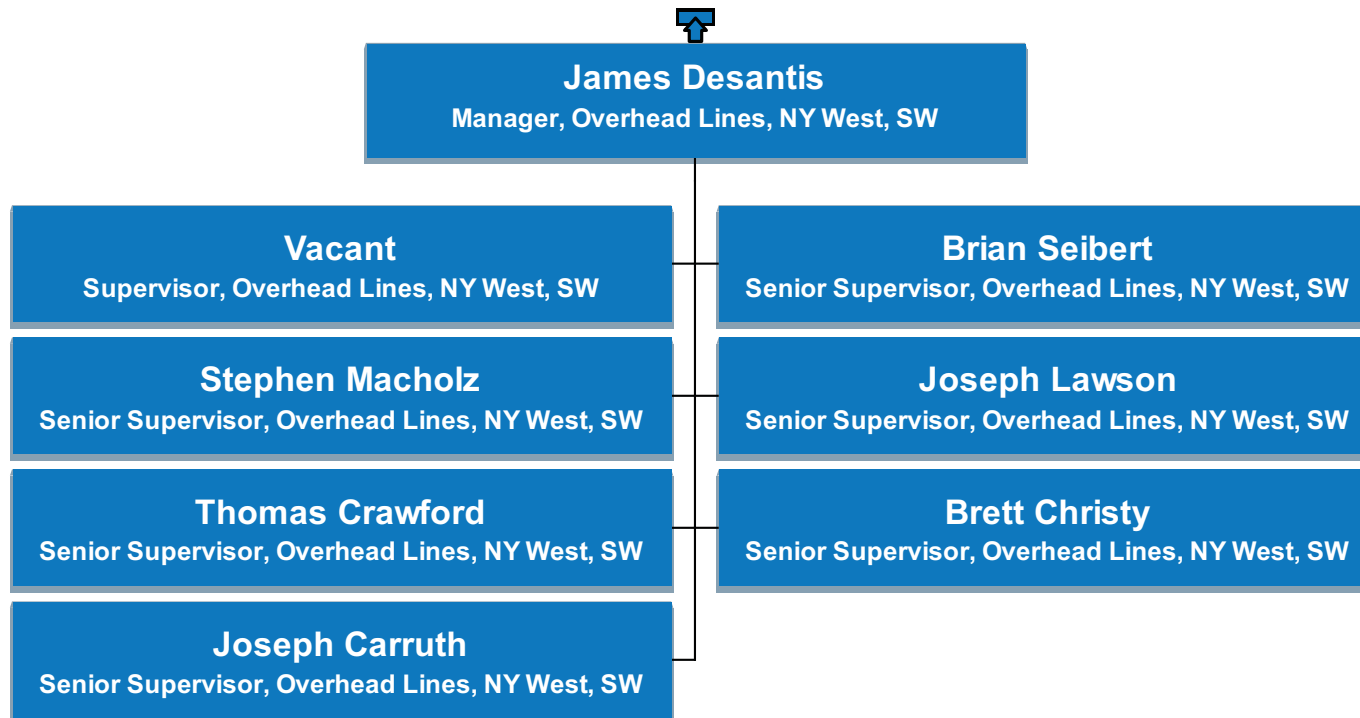 James Desantis
Manager, Overhead Lines, NY West, SW
Vacant
Supervisor, Overhead Lines, NY West, SW
Brian Seibert
Senior Supervisor, Overhead Lines, NY West, SW
Stephen Macholz
Senior Supervisor, Overhead Lines, NY West, SW
Joseph Lawson
Senior Supervisor, Overhead Lines, NY West, SW
Thomas Crawford
Senior Supervisor, Overhead Lines, NY West, SW
Brett Christy
Senior Supervisor, Overhead Lines, NY West, SW
Joseph Carruth
Senior Supervisor, Overhead Lines, NY West, SW